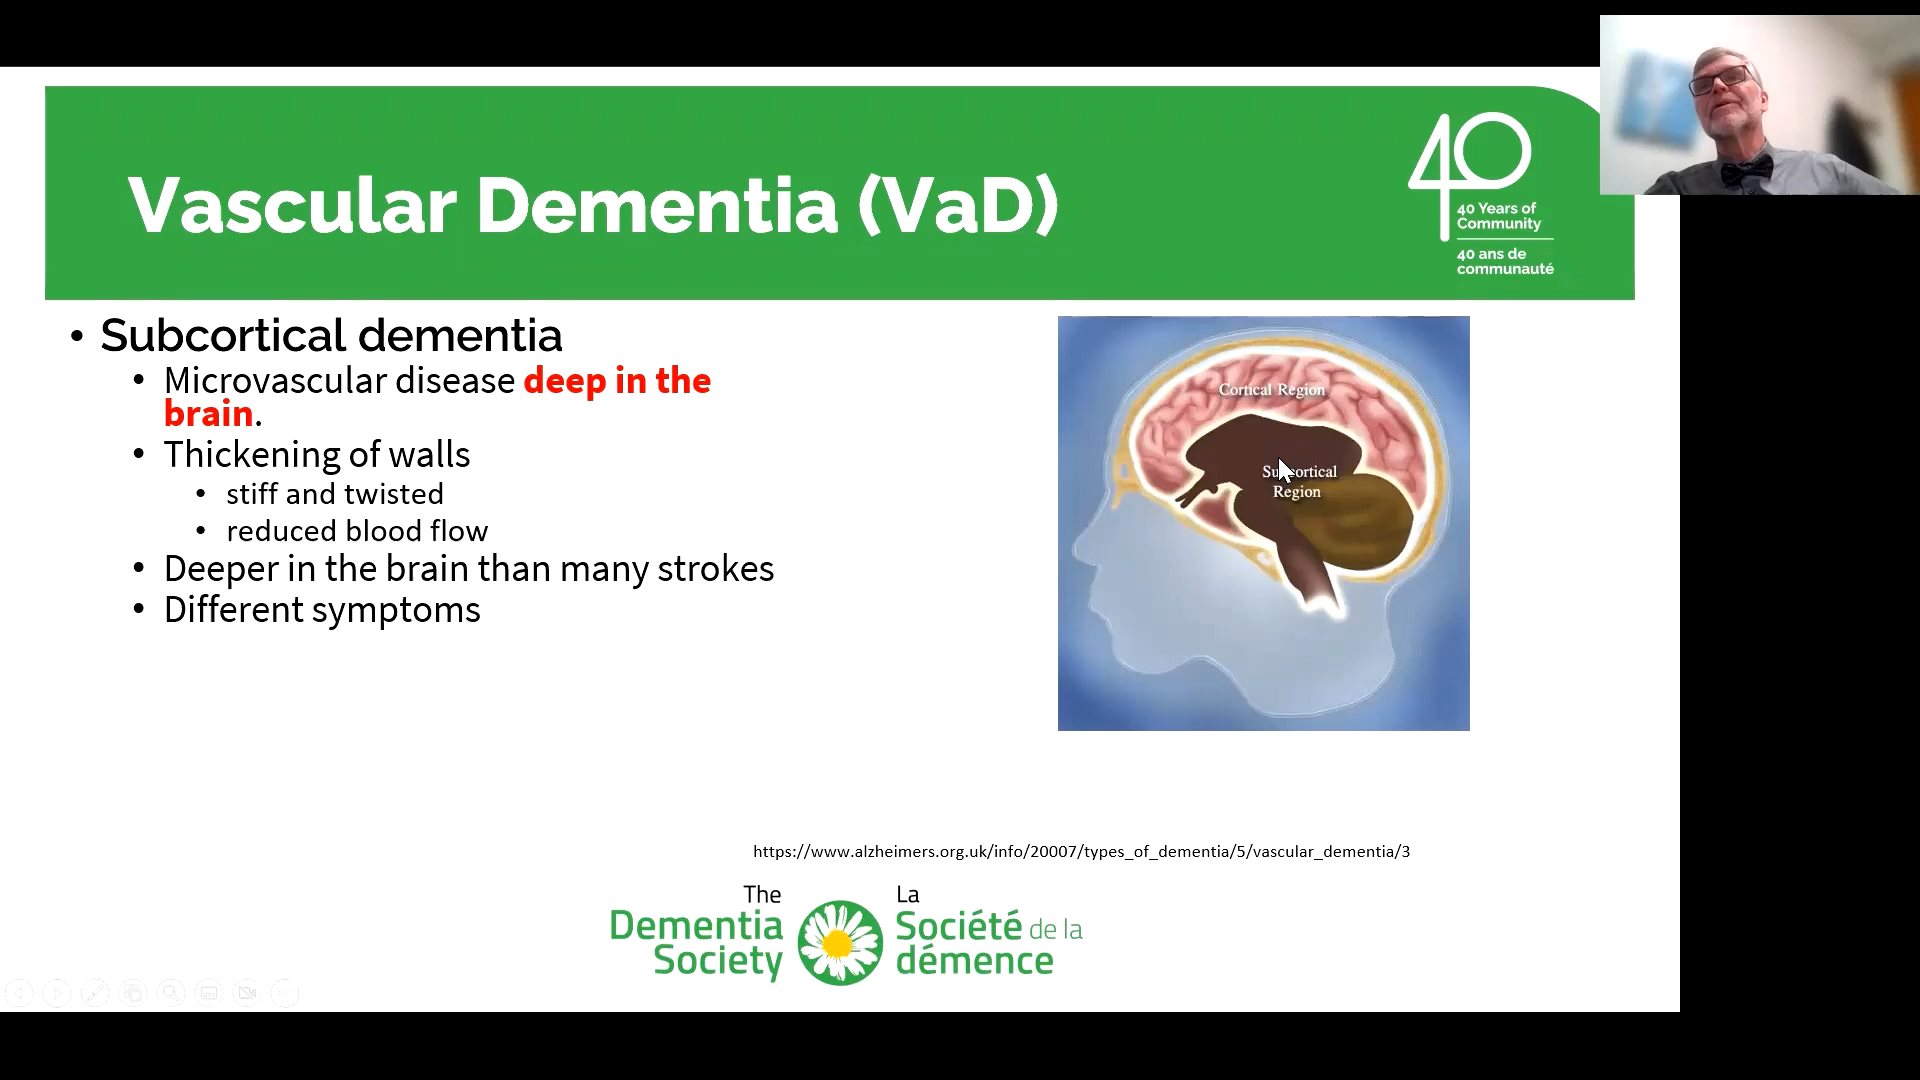 Vascular Dementia (VaD)
40
40 Years of
Community
40 ans de
communauté
• Subcortical dementia
• Microvascular disease deep in the
brain.
• Thickening of walls
• stiff and twisted
• reduced blood flow
• Deeper in the brain than many strokes
• Different symptoms
Cortical Region
Subcortical
Region
https://www.alzheimers.org.uk/info/20007/types_of_dementia/5/vascular_dementia/3
The
Dementia
Society
La
Société de la
démence